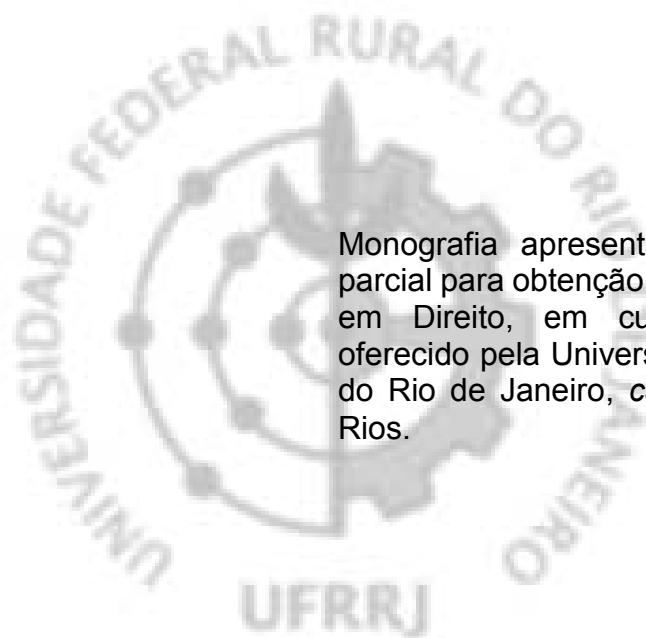 UNIVERSIDADE FEDERAL RURAL DO RIO DE JANEIRO
Monografia apresent
parcial para obtenção
em Direito, em cu
oferecido pela Univers
do Rio de Janeiro, c
Rios.
UFRRJ